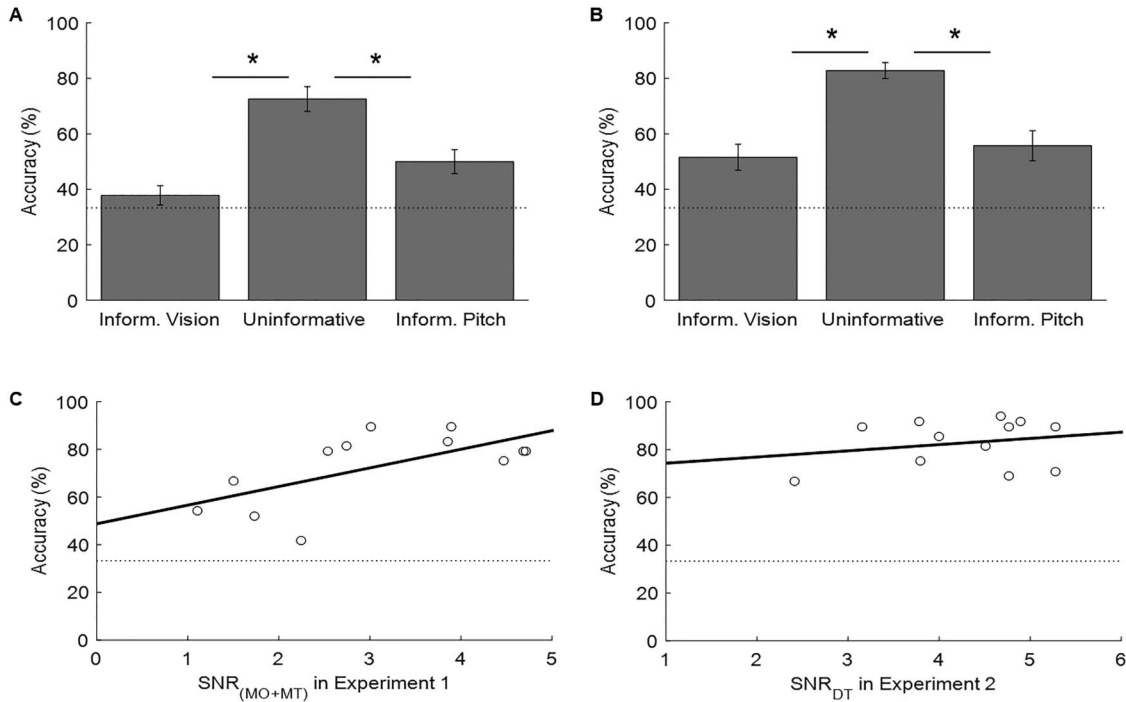 A
Accuracy (%)
100
80
60
40
20
0
*
*
Inform. Vision Uninformative Inform. Pitch
B
Accuracy (%)
100
80
60
40
20
0
*
*
Inform. Vision Uninformative Inform. Pitch
C
Accuracy (%)
100
80
60
40
20
0
0 1 2 3 4 5
SNR(MO+MT) in Experiment 1
D
Accuracy (%)
100
80
60
40
20
0
1 2 3 4 5 6
SNRDT in Experiment 2